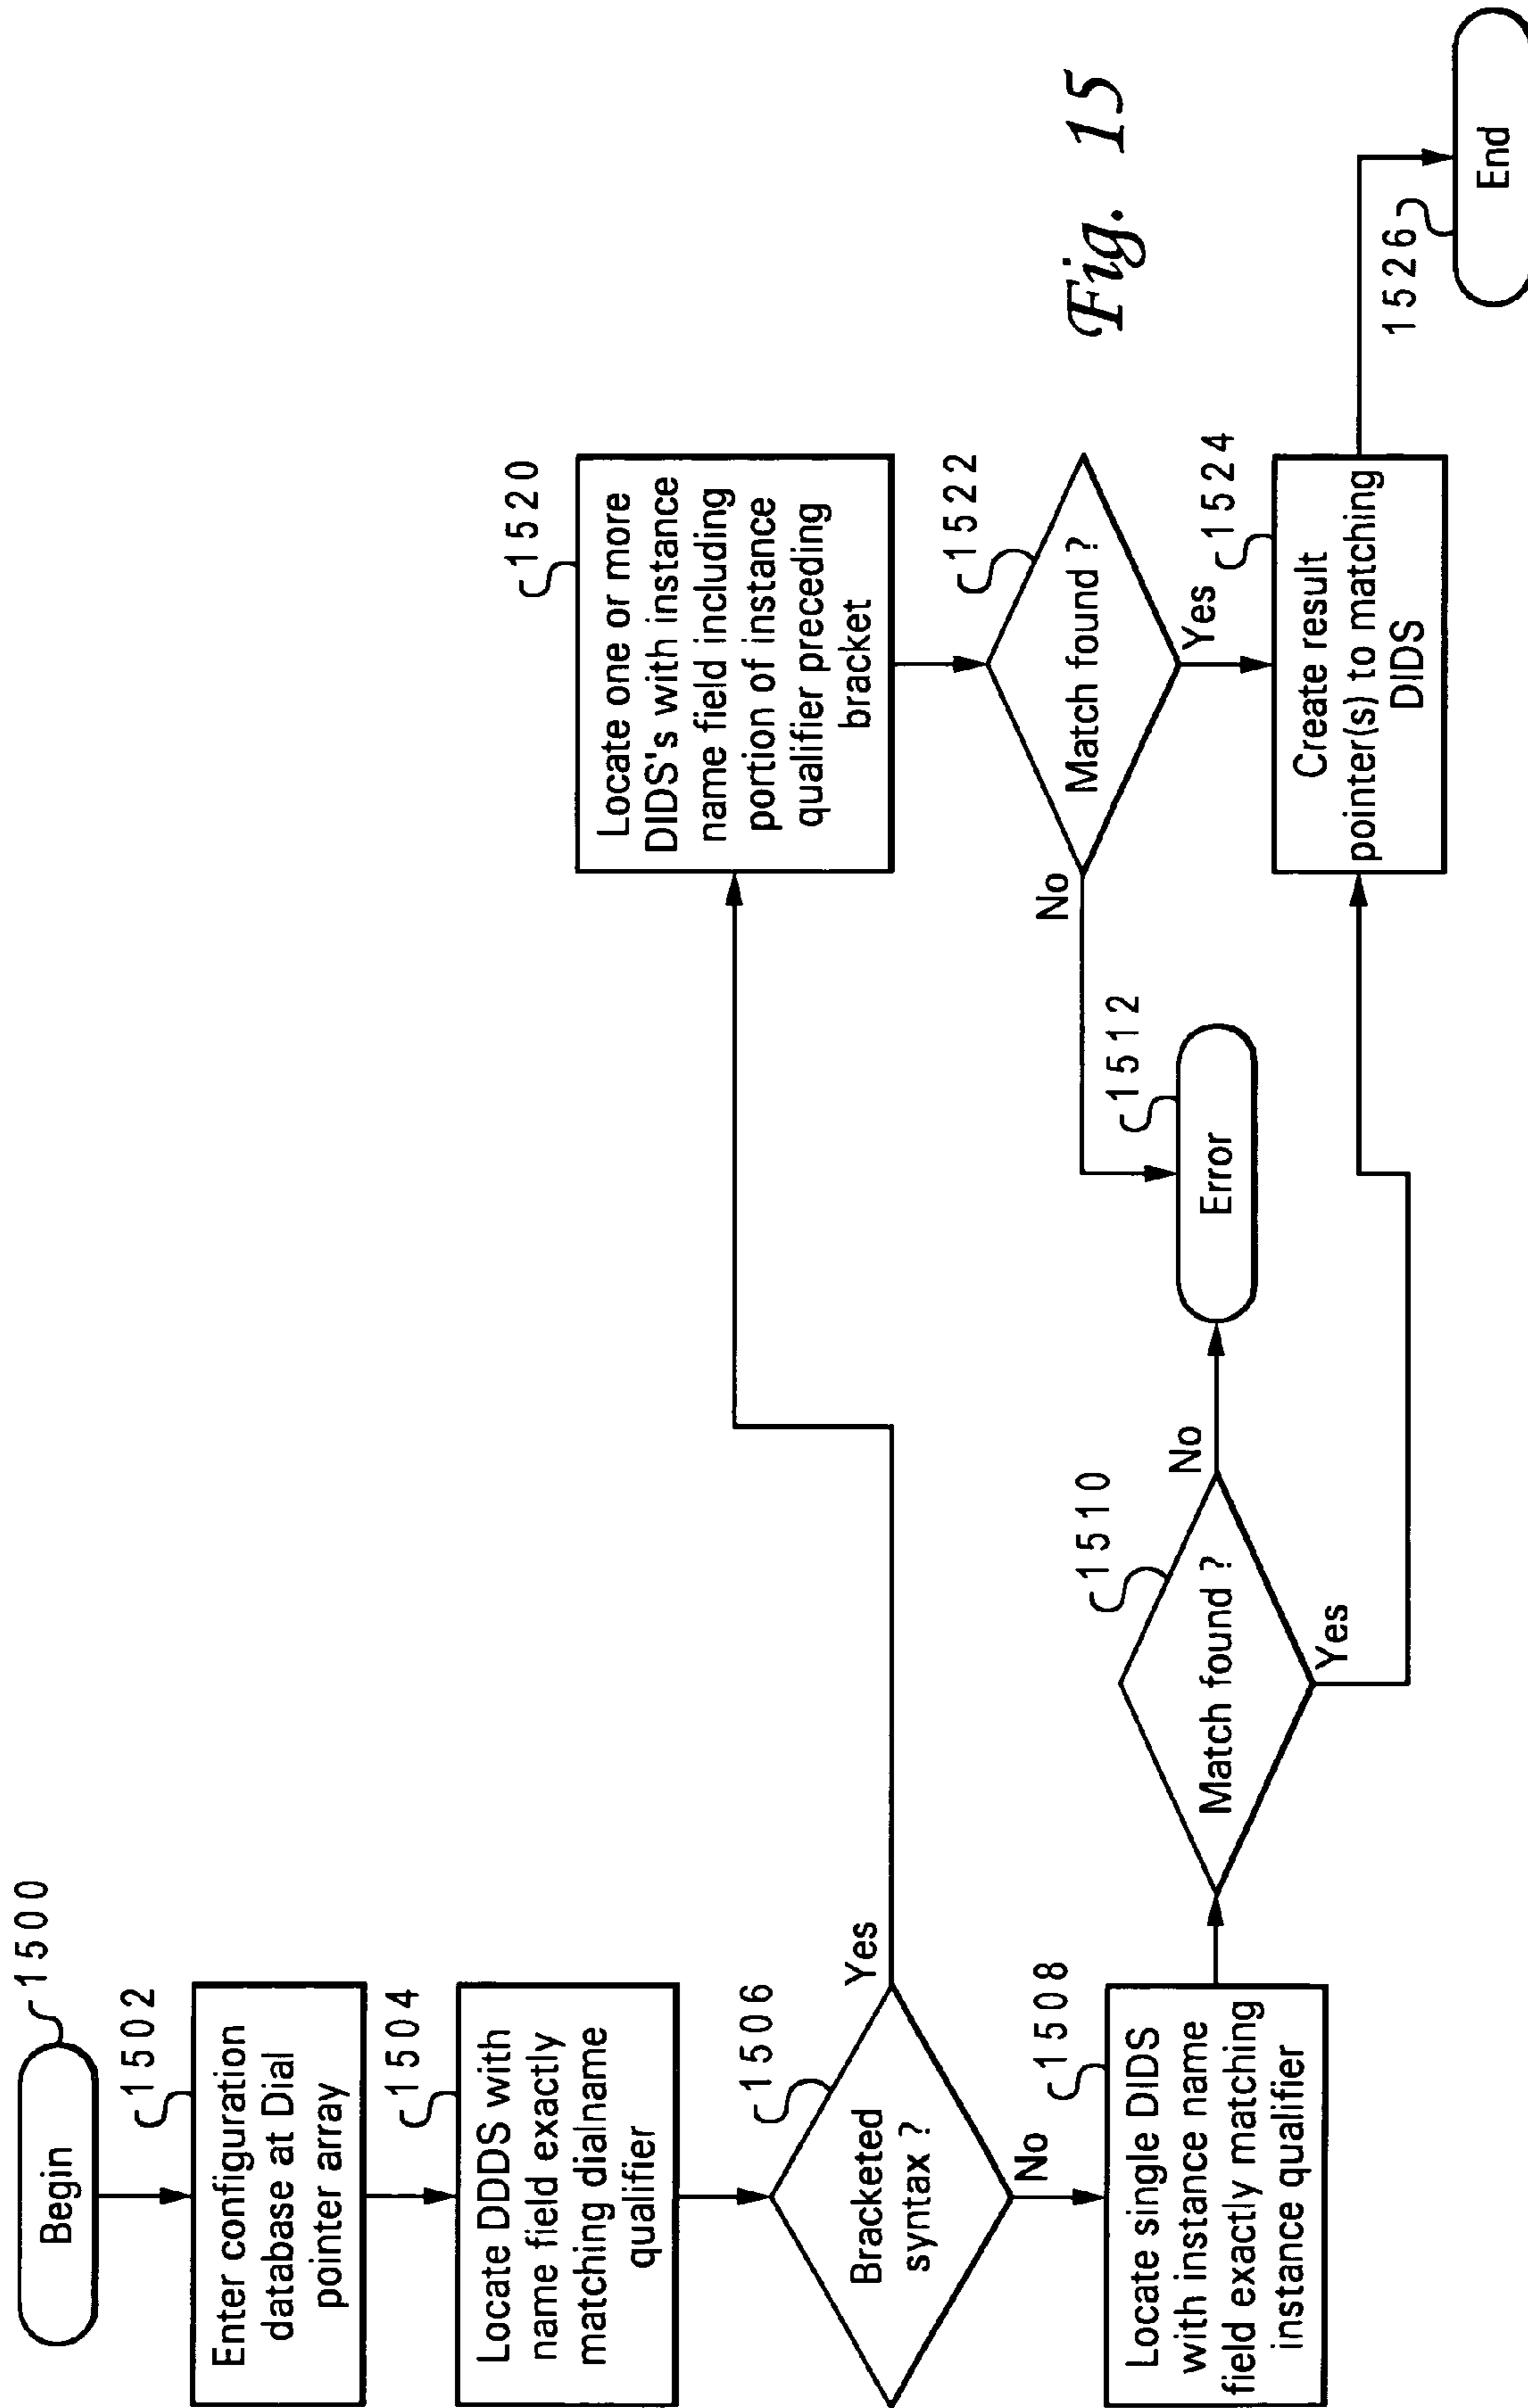 Begin
1500
1502
Enter configuration
database at Dial
pointer array
1504
Locate DDDS with
name field exactly
matching dialname
qualifier
1506
Bracketed
syntax ?
Yes
No
1508
Locate single DIDS
with instance name
field exactly matching
instance qualifier
1510
Match found ?
No
Yes
1512
Error
1520
Locate one or more
DIDS's with instance
name field including
portion of instance
qualifier preceding
bracket
1522
Match found ?
No
Yes
1524
Create result
pointer(s) to matching
DIDS
1526
End
Fig. 15